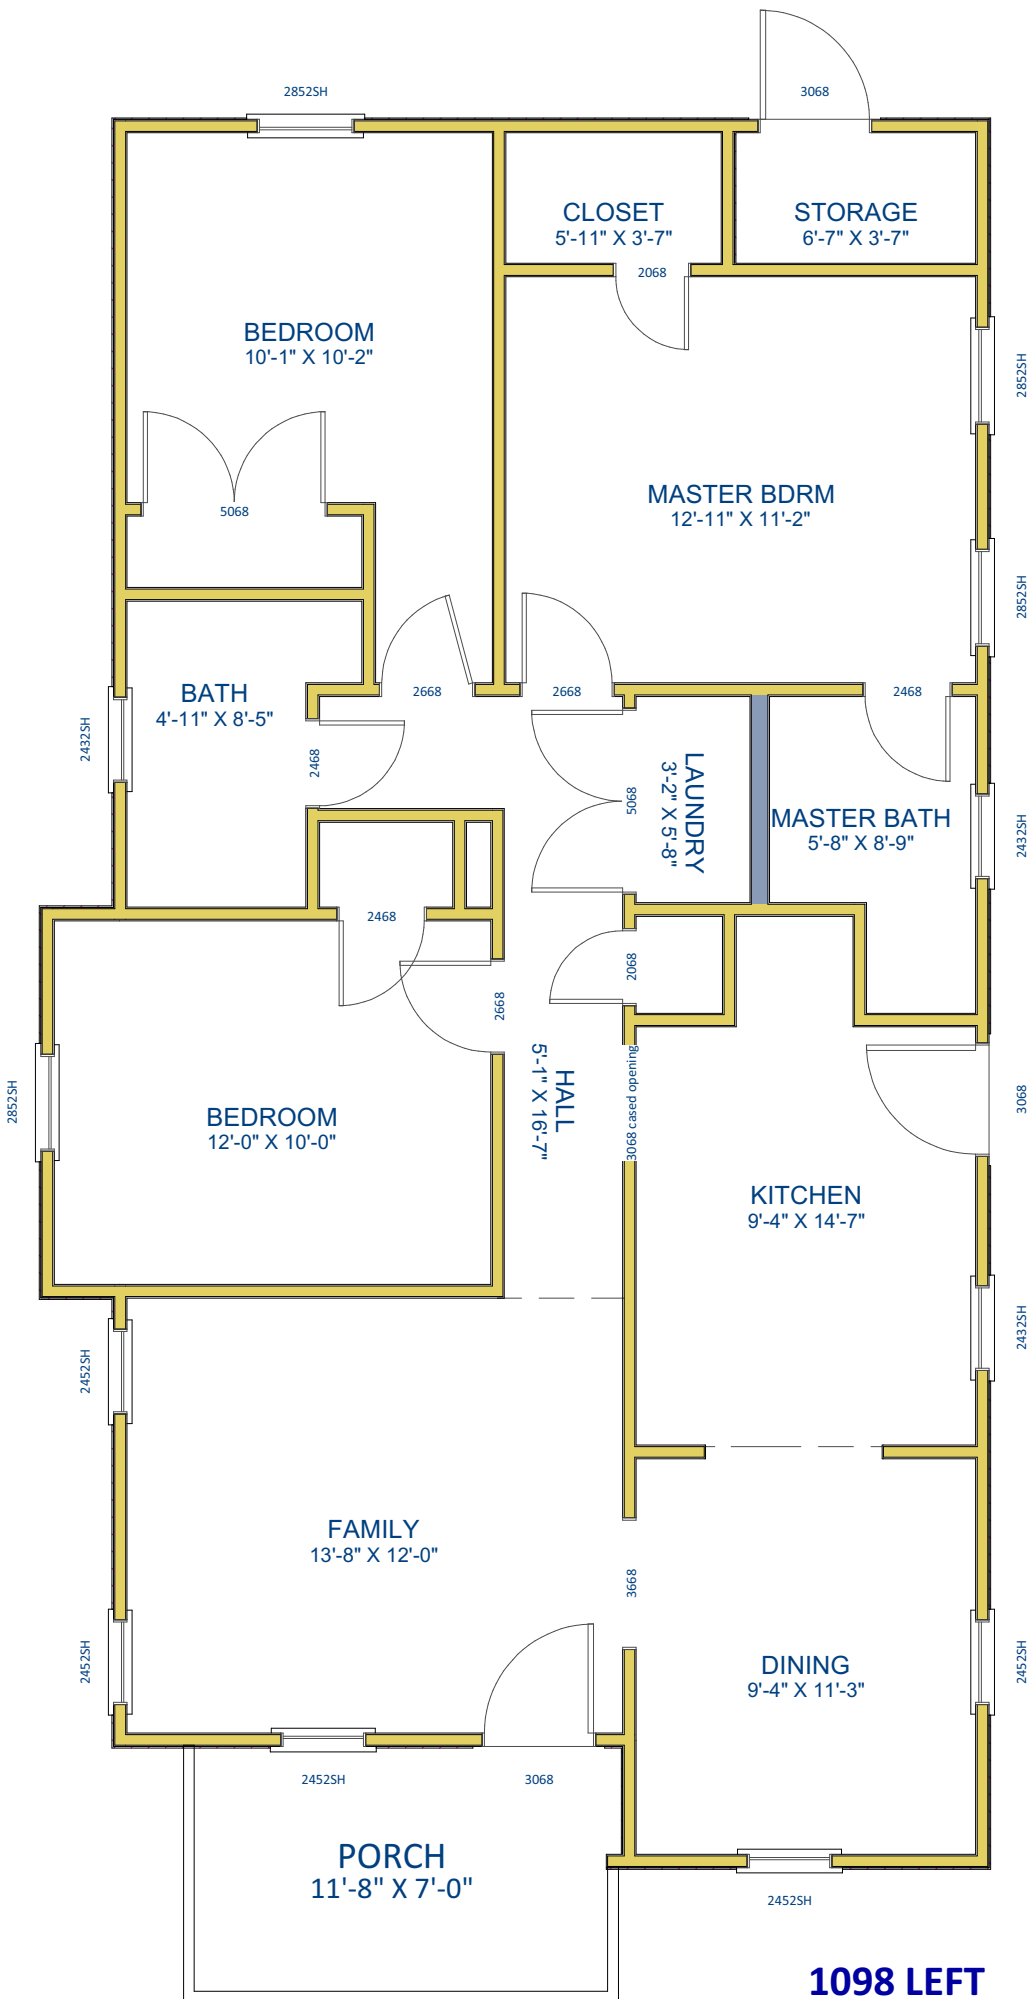 2852SH
3068
CLOSET
5'-11" X 3'-7"
STORAGE
6'-7" X 3'-7"
2068
BEDROOM
10'-1" X 10'-2"
2852SH
5068
MASTER BDRM
12'-11" X 11'-2"
2852SH
BATH
4'-11" X 8'-5"
2668
2668
2468
2432SH
2468
5068
LAUNDRY
3'-2" X 5'-8"
MASTER BATH
5'-8" X 8'-9"
2432SH
2468
2068
2668
HALL
5'-1" X 16'-7"
3068 cased opening
2852SH
BEDROOM
12'-0" X 10'-0"
3068
KITCHEN
9'-4" X 14'-7"
2432SH
2452SH
FAMILY
13'-8" X 12'-0"
3668
2452SH
DINING
9'-4" X 11'-3"
2452SH
2452SH
3068
PORCH
11'-8" X 7'-0"
2452SH
1098 LEFT